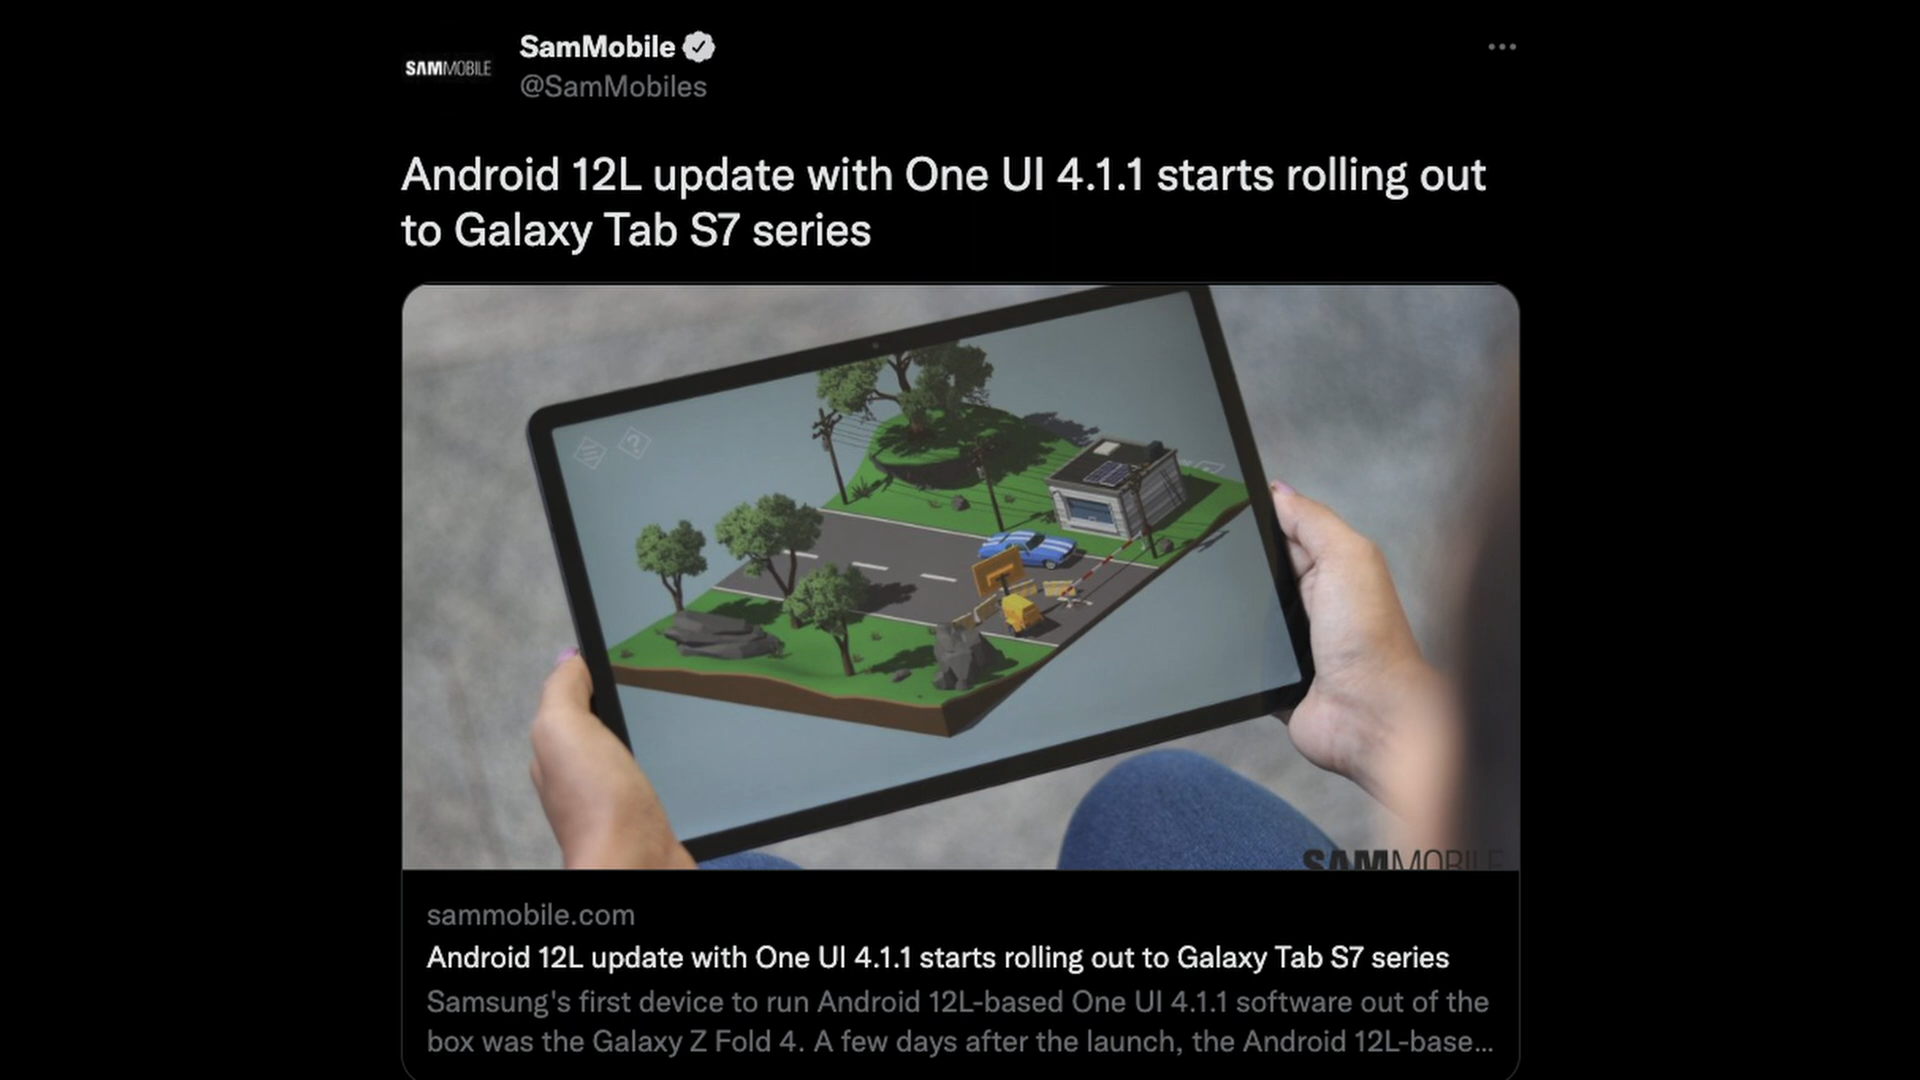 SAMMOBILE
SamMobile
@SamMobiles
Android 12L update with One UI 4.1.1 starts rolling out
to Galaxy Tab S7 series
?
SAMMOBILE
sammobile.com
Android 12L update with One UI 4.1.1 starts rolling out to Galaxy Tab S7 series
Samsung's first device to run Android 12L-based One UI 4.1.1 software out of the
box was the Galaxy Z Fold 4. A few days after the launch, the Android 12L-base...